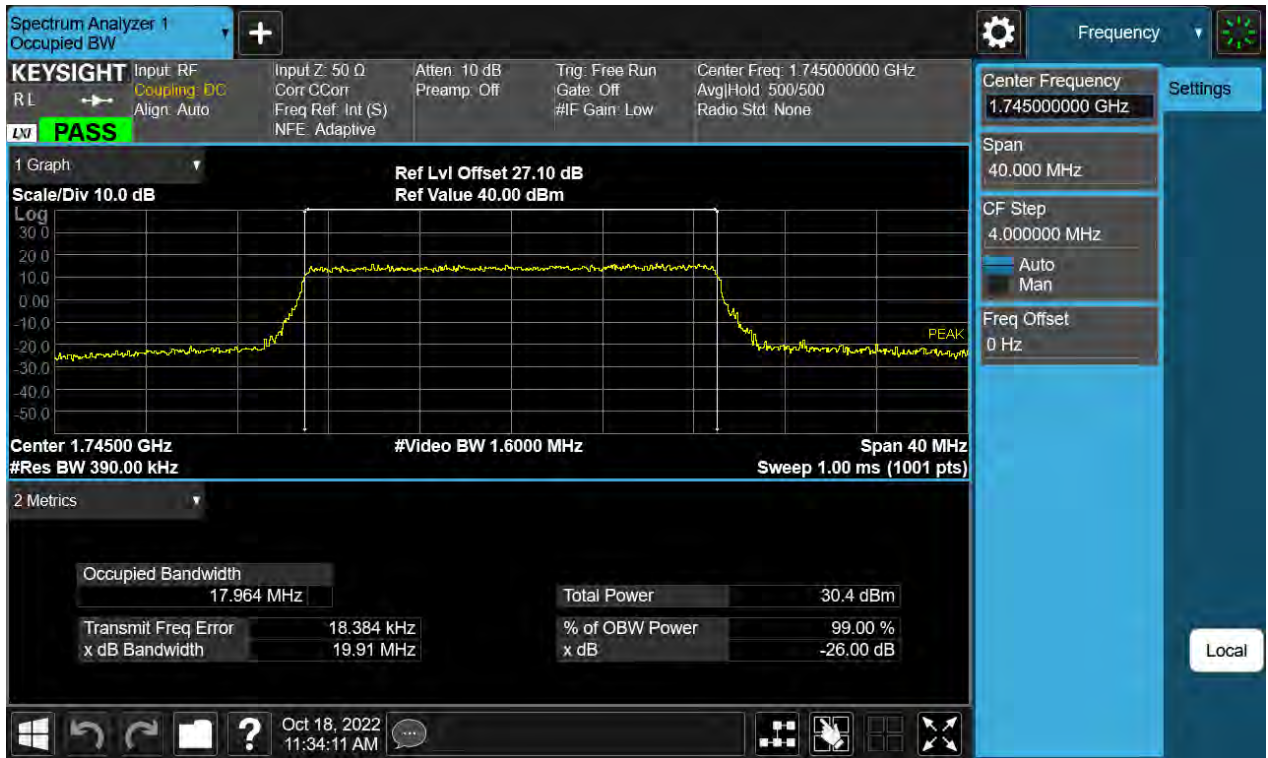 Spectrum Analyzer 1
Occupied BW
+
Frequency
KEYSIGHT
RL
LXI
PASS
Input: RF
Coupling: DC
Align: Auto
Input Z: 50 Ω
Corr CCorr
Freq Ref: Int (S)
NFE: Adaptive
Atten: 10 dB
Preamp: Off
Trig: Free Run
Gate: Off
#IF Gain: Low
Center Freq: 1.745000000 GHz
Avg|Hold: 500/500
Radio Std: None
1 Graph
Scale/Div 10.0 dB
Ref Lvl Offset 27.10 dB
Ref Value 40.00 dBm
Log
30.0
20.0
10.0
0.00
-10.0
-20.0
-30.0
-40.0
-50.0
PEAK
Center 1.74500 GHz
#Video BW 1.6000 MHz
Span 40 MHz
#Res BW 390.00 kHz
Sweep 1.00 ms (1001 pts)
2 Metrics
Occupied Bandwidth
17.964 MHz
Total Power 30.4 dBm
Transmit Freq Error 18.384 kHz
% of OBW Power 99.00 %
x dB Bandwidth 19.91 MHz
x dB -26.00 dB
Center Frequency
1.745000000 GHz
Settings
Span
40.000 MHz
CF Step
4.000000 MHz
Auto
Man
Freq Offset
0 Hz
Local
?
Oct 18, 2022
11:34:11 AM